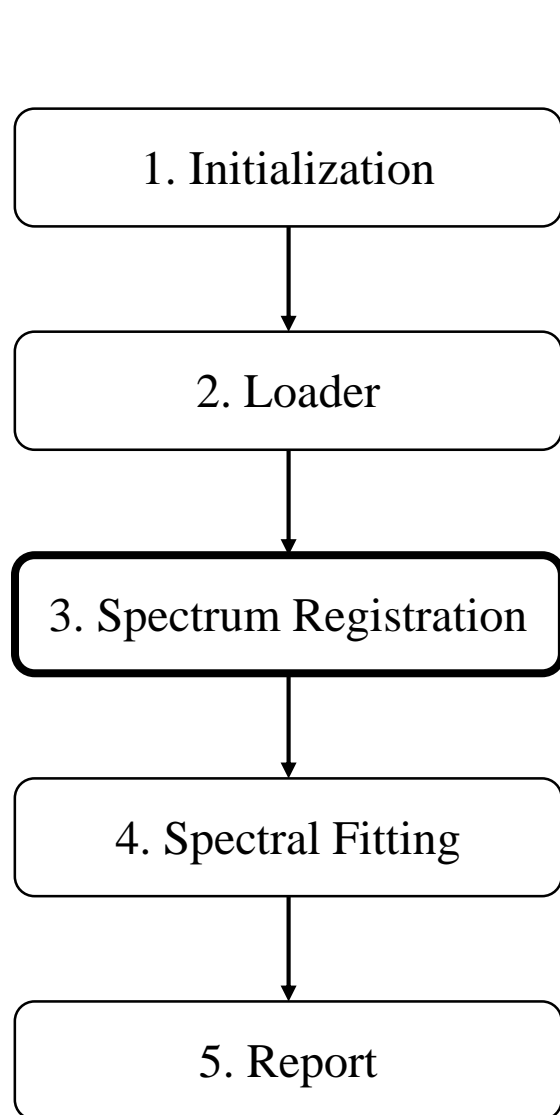 1. Initialization
2. Loader
3. Spectrum Registration
4. Spectral Fitting
5. Report